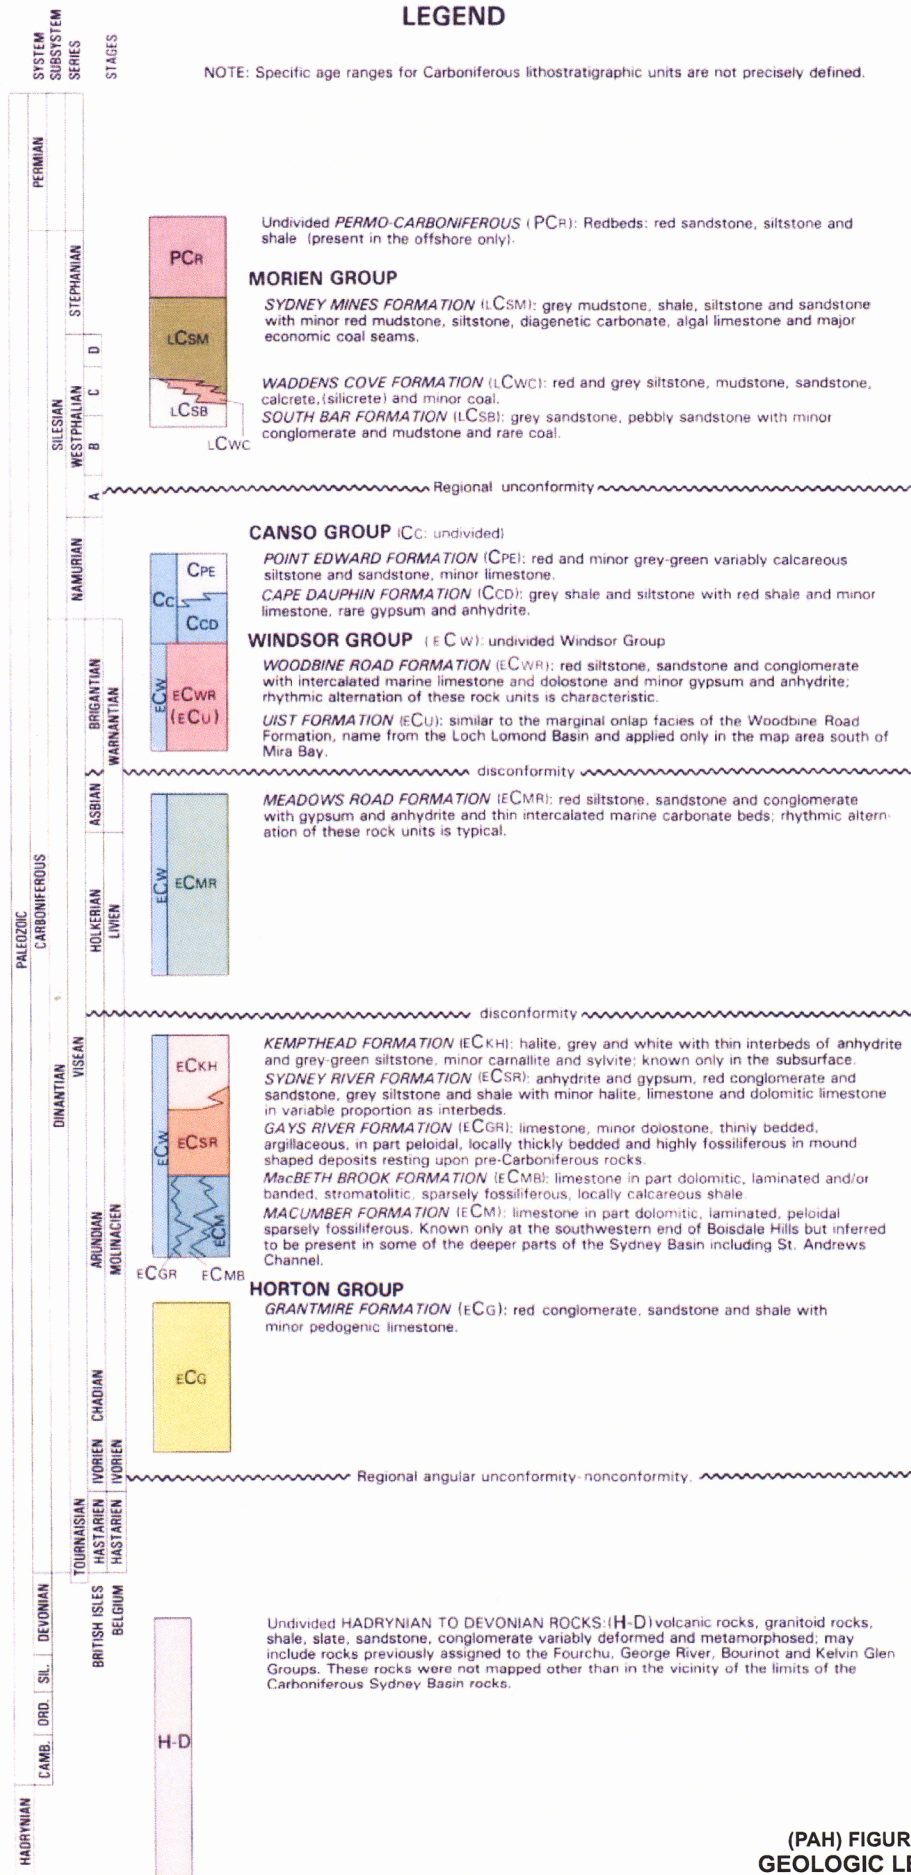 LEGEND
SYSTEM
SUBSYSTEM
SERIES
STAGES
NOTE: Specific age ranges for Carboniferous lithostratigraphic units are not precisely defined.
PERMIAN
Undivided PERMO-CARBONIFEROUS (PCR): Redbeds: red sandstone, siltstone and
shale (present in the offshore only).
PCR
MORIEN GROUP
STEPHANIAN
SYDNEY MINES FORMATION (LCSM): grey mudstone, shale, siltstone and sandstone
with minor red mudstone, siltstone, diagenetic carbonate, algal limestone and major
economic coal seams.
LCSM
D
WADDENS COVE FORMATION (LCWC): red and grey siltstone, mudstone, sandstone,
calcrete,(silicrete) and minor coal.
C
SOUTH BAR FORMATION (LCSB): grey sandstone, pebbly sandstone with minor
conglomerate and mudstone and rare coal.
LCSB
LCWC
SILESIAN
WESTPHALIAN
B
A
Regional unconformity
CANSO GROUP (CC: undivided)
NAMURIAN
POINT EDWARD FORMATION (CPE): red and minor grey-green variably calcareous
siltstone and sandstone, minor limestone.
CPE
CAPE DAUPHIN FORMATION (CCD): grey shale and siltstone with red shale and minor
limestone, rare gypsum and anhydrite.
CC
CCD
WINDSOR GROUP (ECW): undivided Windsor Group
WOODBINE ROAD FORMATION (ECWR): red siltstone, sandstone and conglomerate
with intercalated marine limestone and dolostone and minor gypsum and anhydrite;
rhythmic alternation of these rock units is characteristic.
BRIGANTIAN
WARNANTIAN
ECW
ECWR
(ECU)
UIST FORMATION (ECU): similar to the marginal onlap facies of the Woodbine Road
Formation, name from the Loch Lomond Basin and applied only in the map area south of
Mira Bay.
disconformity
ASBIAN
MEADOWS ROAD FORMATION (ECMR): red siltstone, sandstone and conglomerate
with gypsum and anhydrite and thin intercalated marine carbonate beds; rhythmic altern-
ation of these rock units is typical.
ECW
ECMR
PALEOZOIC
CARBONIFEROUS
HOLKERIAN
LIVIEN
disconformity
DINANTIAN
VISEAN
KEMPTHEAD FORMATION (ECKH): halite, grey and white with thin interbeds of anhydrite
and grey-green siltstone, minor carnallite and sylvite; known only in the subsurface.
ECKH
SYDNEY RIVER FORMATION (ECSR): anhydrite and gypsum, red conglomerate and
sandstone, grey siltstone and shale with minor halite, limestone and dolomitic limestone
in variable proportion as interbeds.
ECW
ECSR
GAYS RIVER FORMATION (ECGR): limestone, minor dolostone, thinly bedded,
argillaceous, in part peloidal, locally thickly bedded and highly fossiliferous in mound
shaped deposits resting upon pre-Carboniferous rocks.
MacBETH BROOK FORMATION (ECMB): limestone in part dolomitic, laminated and/or
banded, stromatolitic, sparsely fossiliferous, locally calcareous shale.
ARUNDIAN
MOLINACIEN
ECM
MACUMBER FORMATION (ECM): limestone in part dolomitic, laminated, peloidal
sparsely fossiliferous. Known only at the southwestern end of Boisdale Hills but inferred
to be present in some of the deeper parts of the Sydney Basin including St. Andrews
Channel.
ECGR
ECMB
HORTON GROUP
GRANTMIRE FORMATION (ECG): red conglomerate, sandstone and shale with
minor pedogenic limestone.
ECG
CHADIAN
IVORIEN
IVORIEN
Regional angular unconformity-nonconformity.
TOURNAISIAN
HASTARIEN
HASTARIEN
BRITISH ISLES
BELGIUM
DEVONIAN
Undivided HADRYNIAN TO DEVONIAN ROCKS:(H-D) volcanic rocks, granitoid rocks,
shale, slate, sandstone, conglomerate variably deformed and metamorphosed; may
include rocks previously assigned to the Fourchu, George River, Bourinot and Kelvin Glen
Groups. These rocks were not mapped other than in the vicinity of the limits of the
Carboniferous Sydney Basin rocks.
SIL.
ORD.
CAMB.
H-D
HADRYNIAN
(PAH) FIGUR
GEOLOGIC